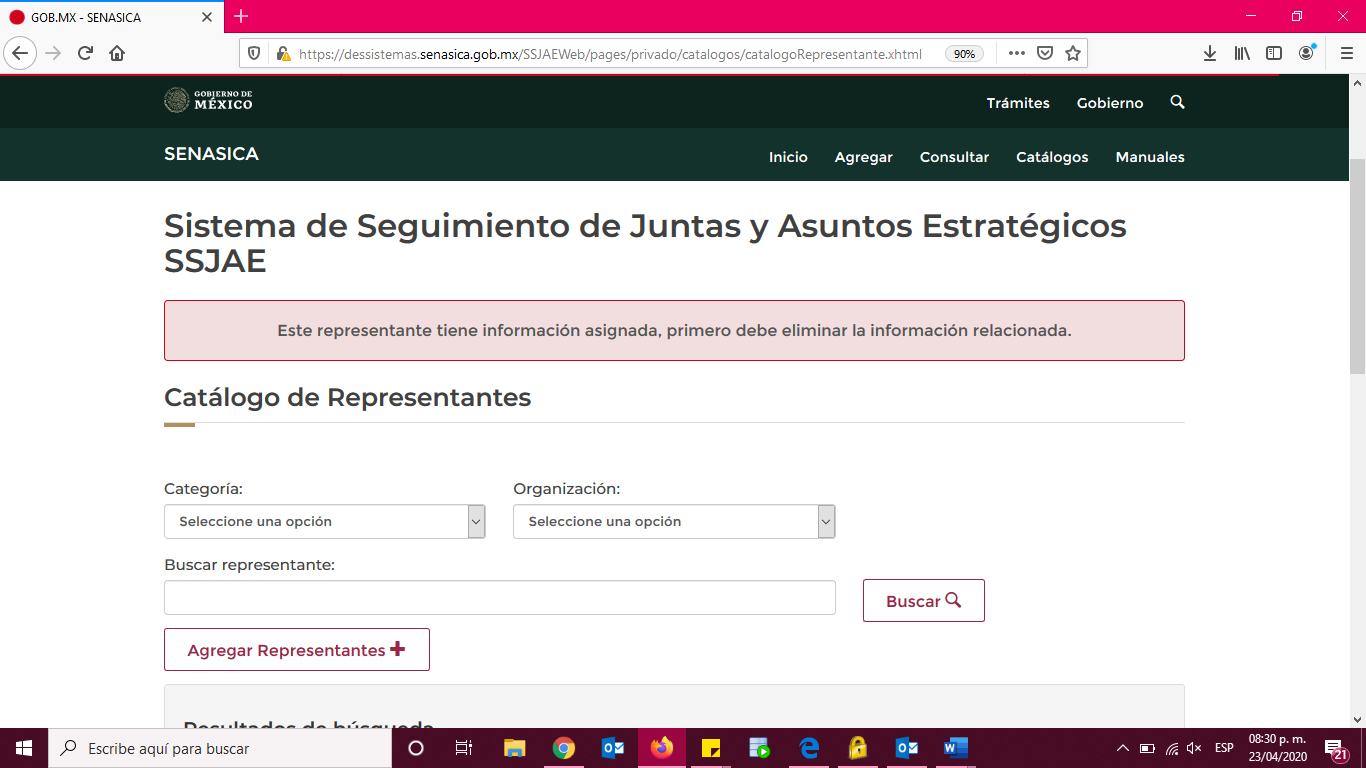 GOB.MX - SENASICA
https://dessistemas.senasica.gob.mx/SSJAEWeb/pages/privado/catalogos/catalogoRepresentante.xhtml
90%
GOBIERNO DE
MÉXICO
Trámites Gobierno
SENASICA
Inicio Agregar Consultar Catálogos Manuales
Sistema de Seguimiento de Juntas y Asuntos Estratégicos
SSJAE
Este representante tiene información asignada, primero debe eliminar la información relacionada.
Catálogo de Representantes
Categoría: Organización:
Seleccione una opción Seleccione una opción
Buscar representante:
Buscar
Agregar Representantes
Resultados de búsqueda
Escribe aquí para buscar
ESP
08:30 p. m.
23/04/2020
21